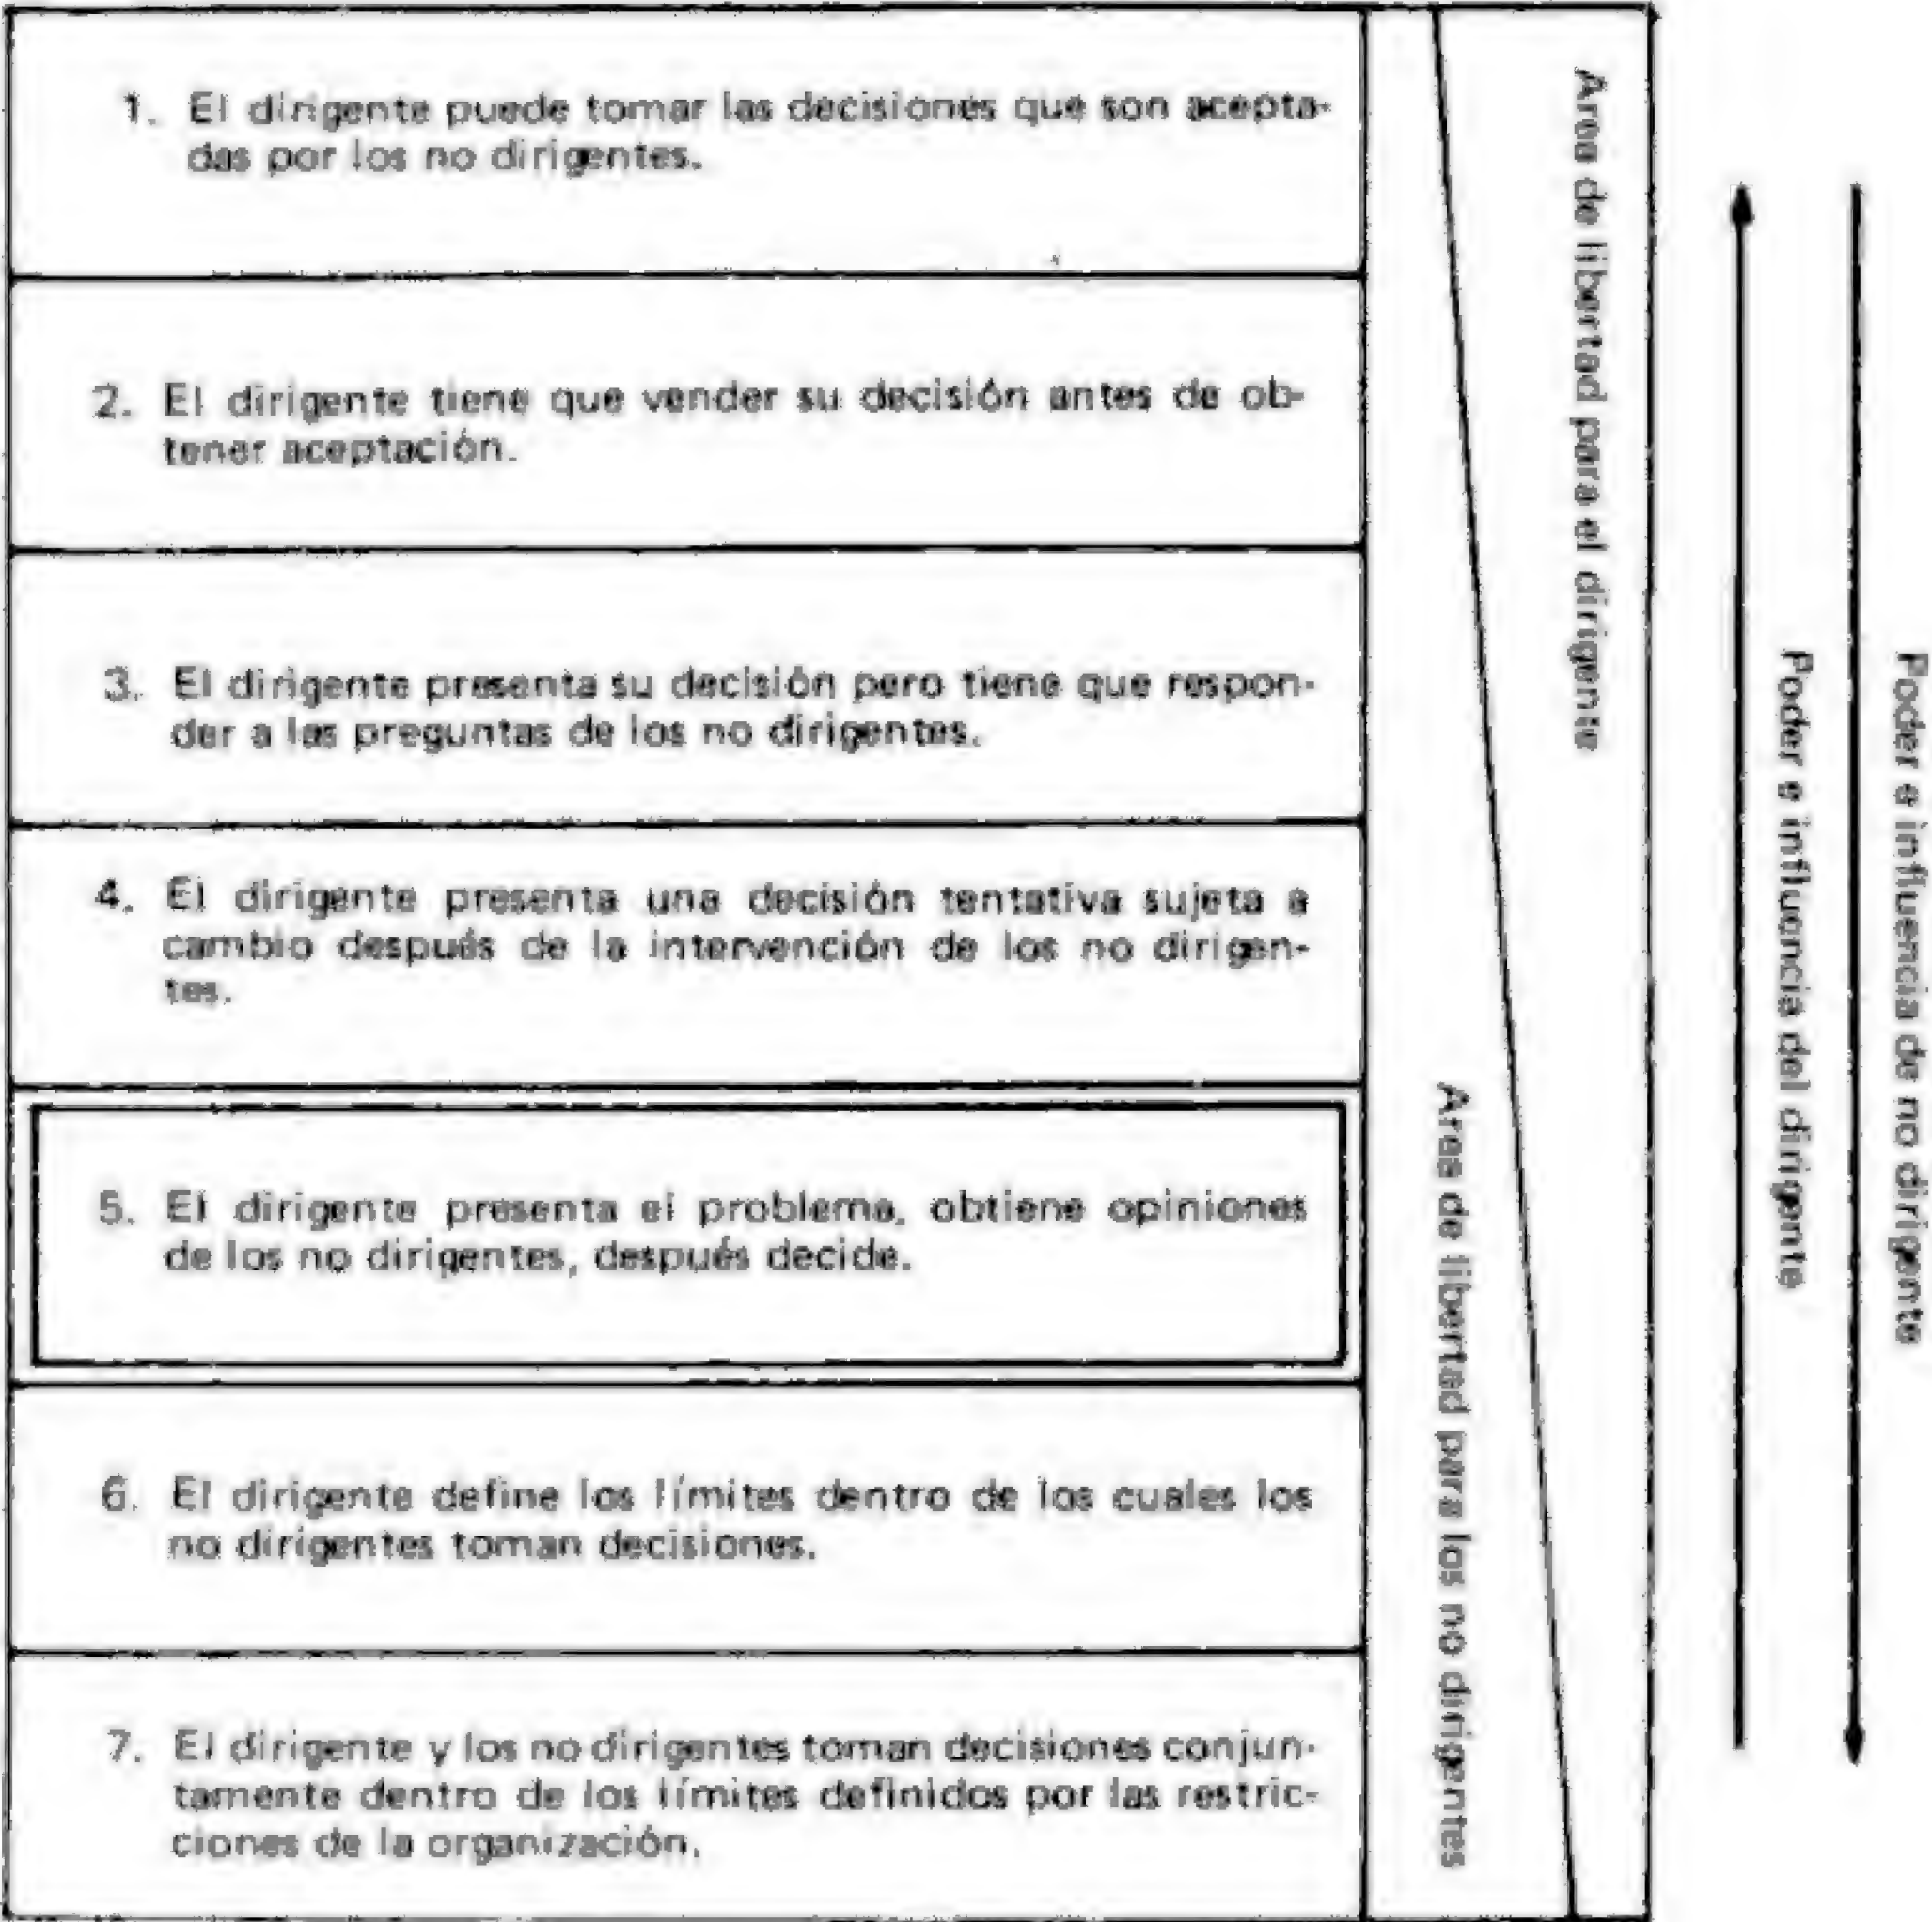 1. El dirigente puede tomar las decisiones que son acepta-
das por los no dirigentes.
2. El dirigente tiene que vender su decisión antes de ob-
tener aceptación.
3. El dirigente presenta su decisión pero tiene que respon-
der a las preguntas de los no dirigentes.
4. El dirigente presenta una decisión tentativa sujeta a
cambio después de la intervención de los no dirigen-
tes.
5. El dirigente presenta el problema, obtiene opiniones
de los no dirigentes, después decide.
6. El dirigente define los límites dentro de los cuales los
no dirigentes toman decisiones.
7. El dirigente y los no dirigentes toman decisiones conjun-
tamente dentro de los límites definidos por las restric-
ciones de la organización.
Area de libertad para el dirigente
Area de libertad para los no dirigentes
Poder e influencia del dirigente
Poder e influencia de no dirigente